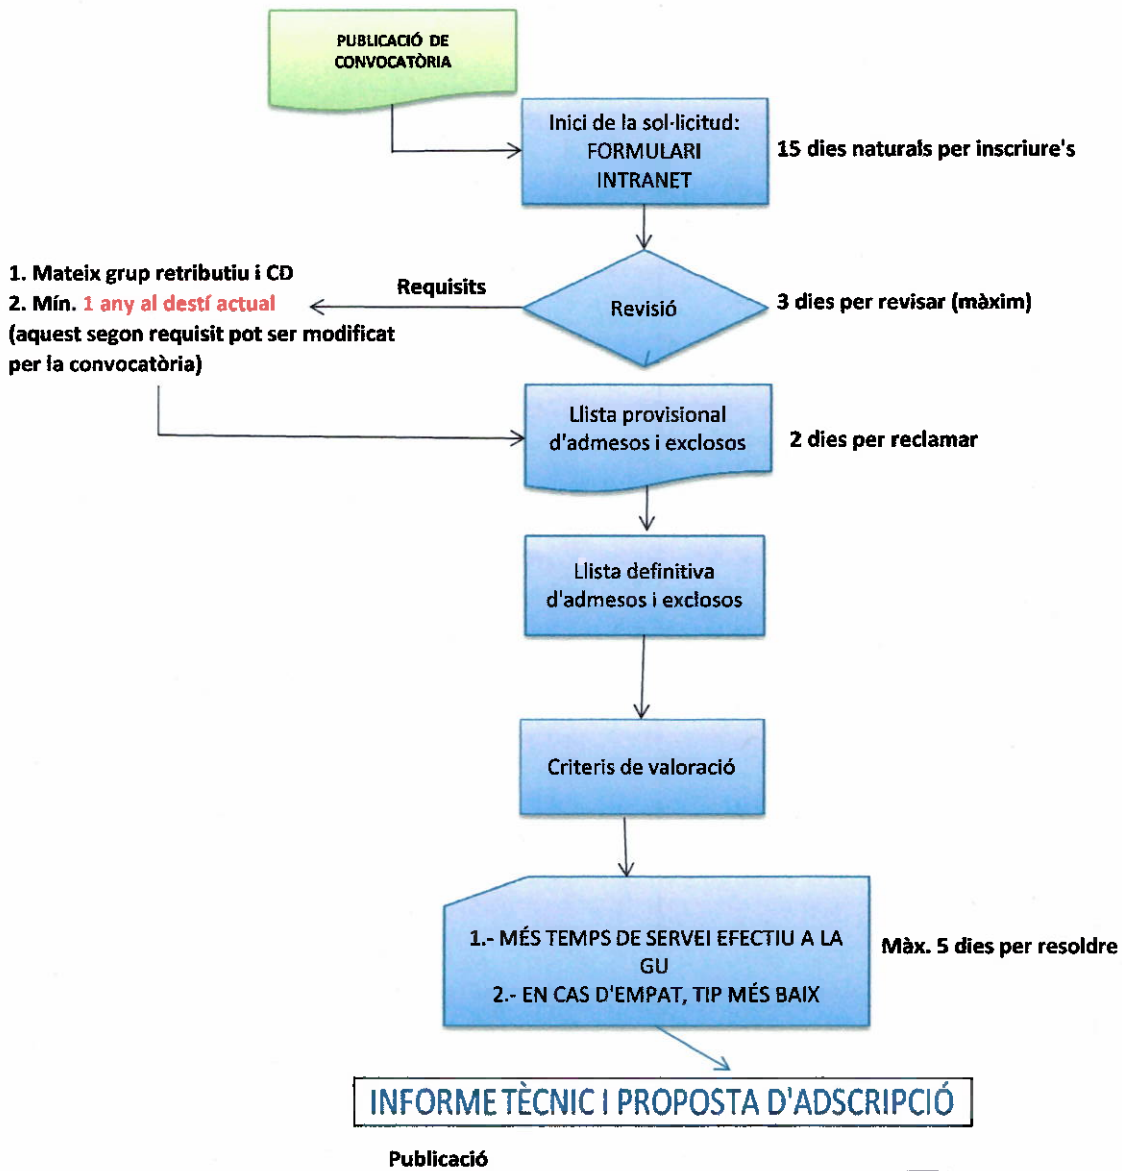 PUBLICACIÓ DE
CONVOCATÒRIA
Inici de la sol·licitud:
FORMULARI
INTRANET
15 dies naturals per inscriure's
1. Mateix grup retributiu i CD
2. Mín. 1 any al destí actual
(aquest segon requisit pot ser modificat
per la convocatòria)
Requisits
Revisió
3 dies per revisar (màxim)
Llista provisional
d'admesos i exclosos
2 dies per reclamar
Llista definitiva
d'admesos i exclosos
Criteris de valoració
1.- MÉS TEMPS DE SERVEI EFECTIU A LA
GU
2.- EN CAS D'EMPAT, TIP MÉS BAIX
Màx. 5 dies per resoldre
INFORME TÈCNIC I PROPOSTA D'ADSCRIPCIÓ
Publicació